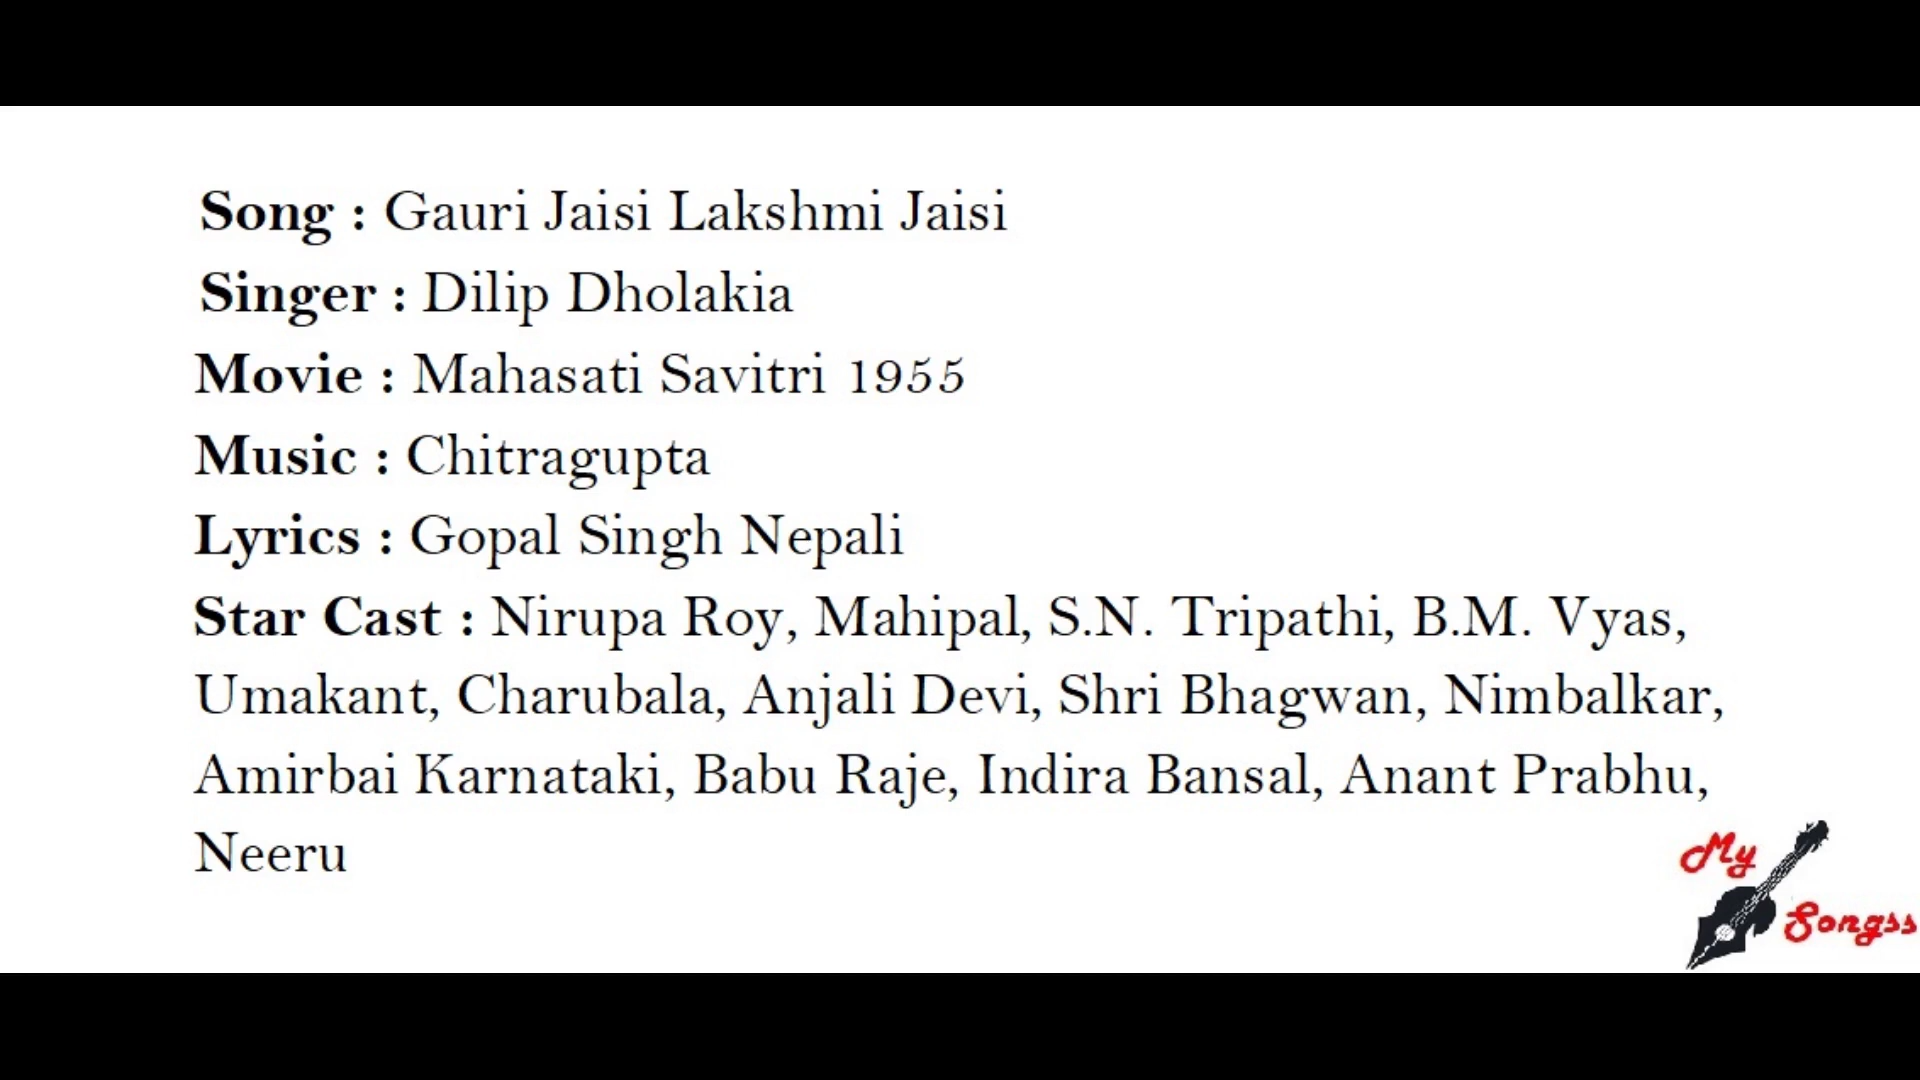 Song : Gauri Jaisi Lakshmi Jaisi
Singer : Dilip Dholakia
Movie : Mahasati Savitri 1955
Music : Chitragupta
Lyrics : Gopal Singh Nepali
Star Cast : Nirupa Roy, Mahipal, S.N. Tripathi, B.M. Vyas,
Umakant, Charubala, Anjali Devi, Shri Bhagwan, Nimbalkar,
Amirbai Karnataki, Babu Raje, Indira Bansal, Anant Prabhu,
Neeru
My
Songss